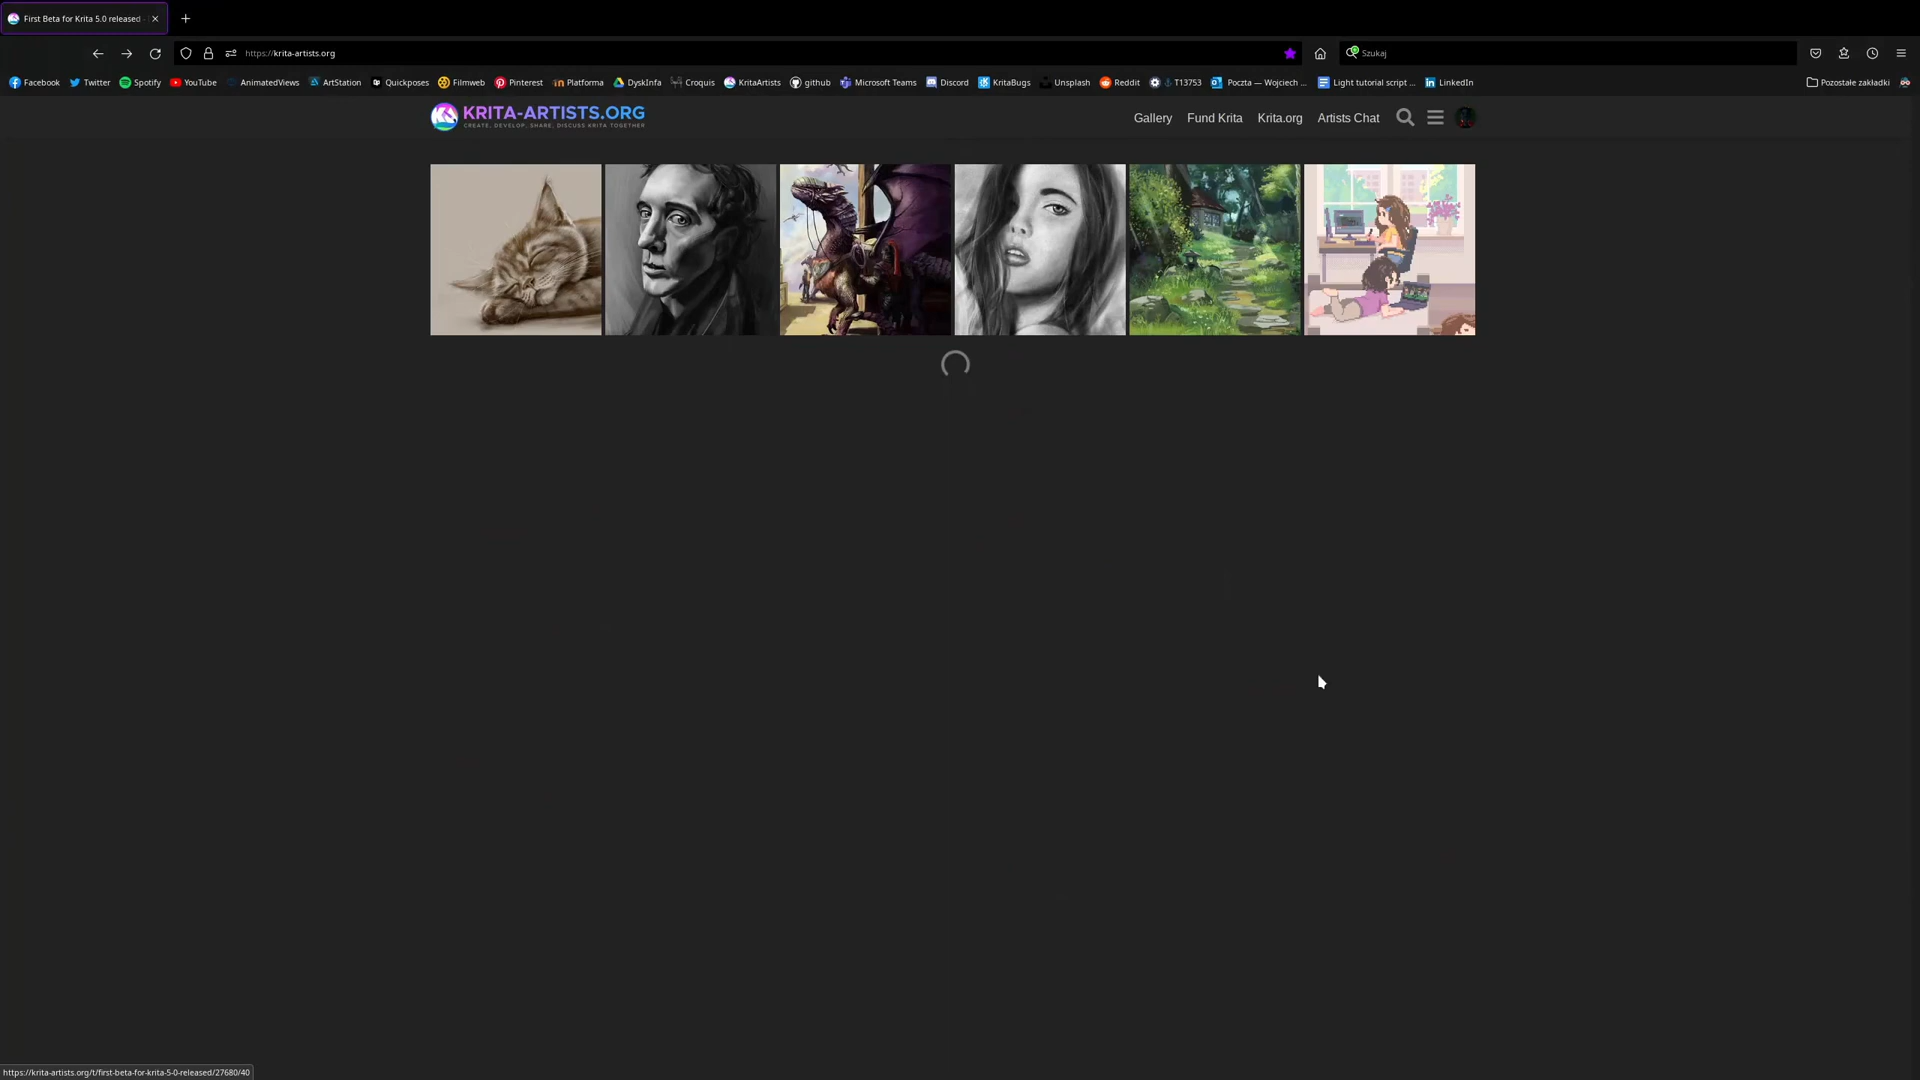 First Beta for Krita 5.0 released -
https://krita-artists.org
Szukaj
Facebook Twitter Spotify YouTube AnimatedViews ArtStation Quickposes Filmweb Pinterest Platforma DyskInfa Croquis KritaArtists github Microsoft Teams Discord KritaBugs Unsplash Reddit T13753 Poczta — Wojciech ... Light tutorial script ... LinkedIn Pozostałe zakładki
KRITA-ARTISTS.ORG
CREATE, DEVELOP, SHARE, DISCUSS KRITA TOGETHER
Gallery Fund Krita Krita.org Artists Chat
https://krita-artists.org/t/first-beta-for-krita-5-0-released/27680/40